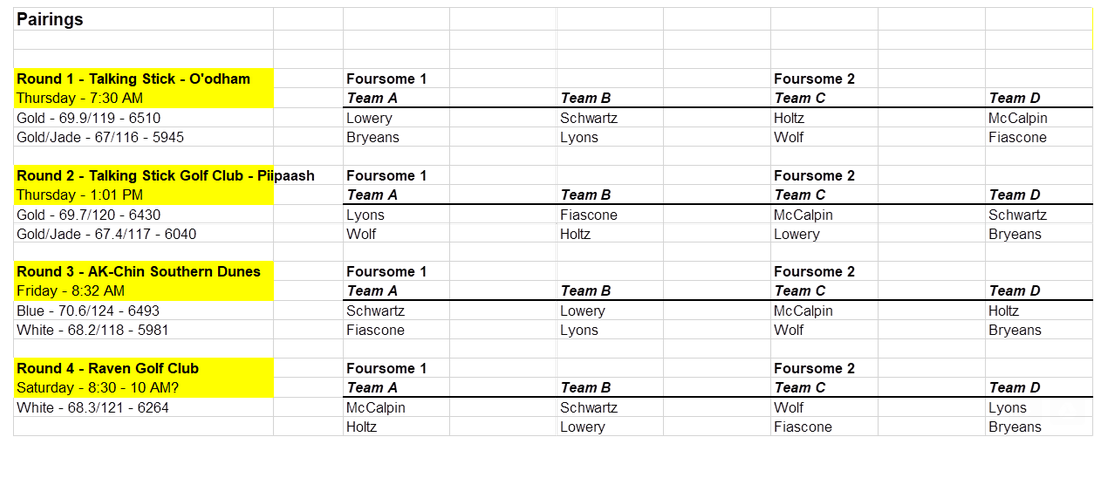 Pairings
Round 1 - Talking Stick - O'odham Foursome 1 Foursome 2
Thursday - 7:30 AM Team A Team B Team C Team D
Gold - 69.9/119 - 6510 Lowery Schwartz Holtz McCalpin
Gold/Jade - 67/116 - 5945 Bryeans Lyons Wolf Fiascone
Round 2 - Talking Stick Golf Club - Piipaash Foursome 1 Foursome 2
Thursday - 1:01 PM Team A Team B Team C Team D
Gold - 69.7/120 - 6430 Lyons Fiascone McCalpin Schwartz
Gold/Jade - 67.4/117 - 6040 Wolf Holtz Lowery Bryeans
Round 3 - AK-Chin Southern Dunes Foursome 1 Foursome 2
Friday - 8:32 AM Team A Team B Team C Team D
Blue - 70.6/124 - 6493 Schwartz Lowery McCalpin Holtz
White - 68.2/118 - 5981 Fiascone Lyons Wolf Bryeans
Round 4 - Raven Golf Club Foursome 1 Foursome 2
Saturday - 8:30 - 10 AM? Team A Team B Team C Team D
White - 68.3/121 - 6264 McCalpin Schwartz Wolf Lyons
Holtz Lowery Fiascone Bryeans